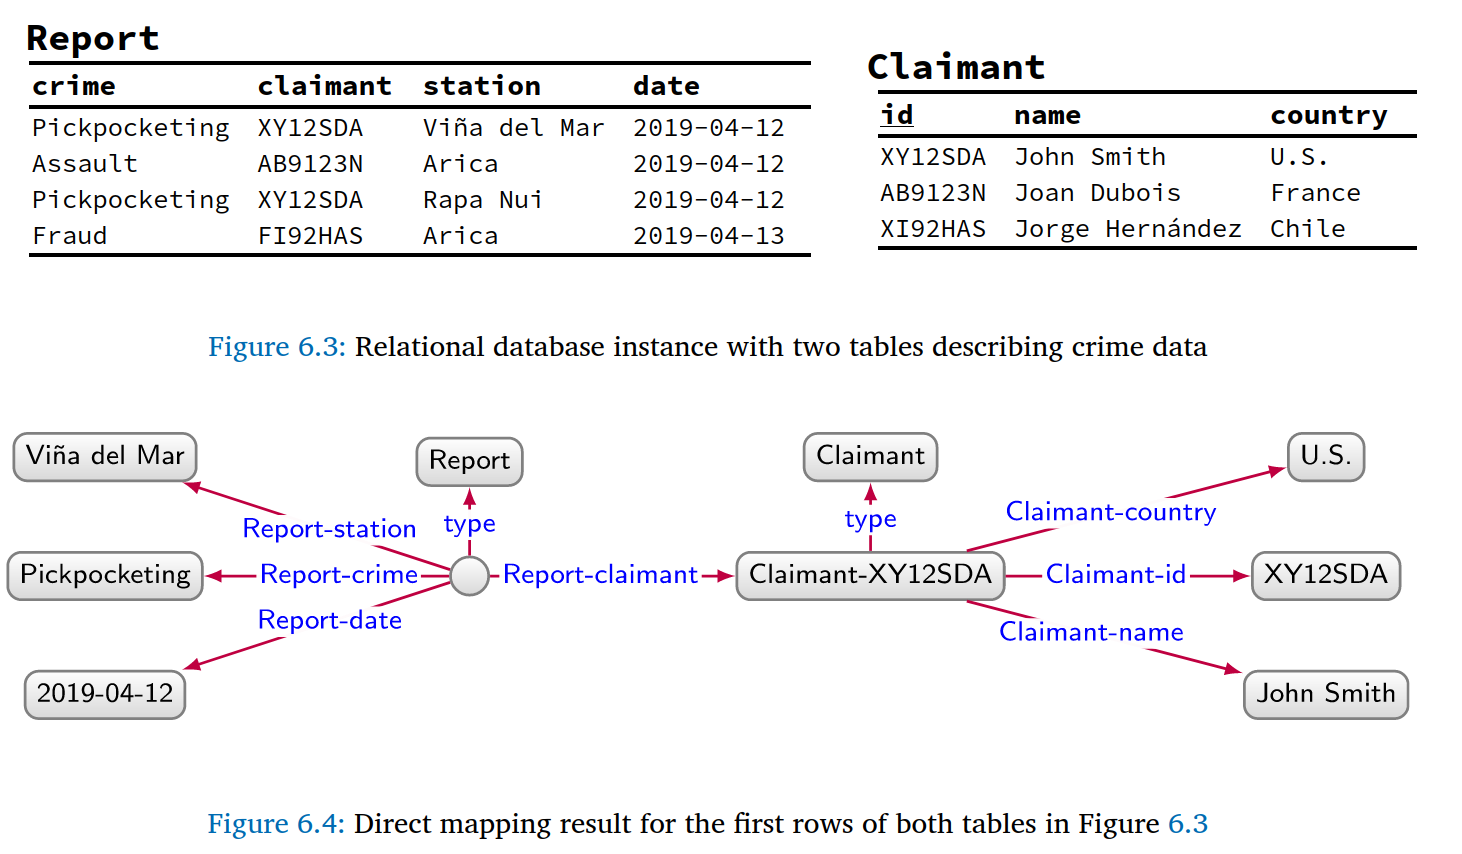 Report
crime claimant station date
Pickpocketing XY12SDA Viña del Mar 2019-04-12
Assault AB9123N Arica 2019-04-12
Pickpocketing XY12SDA Rapa Nui 2019-04-12
Fraud FI92HAS Arica 2019-04-13
Claimant
id name country
XY12SDA John Smith U.S.
AB9123N Joan Dubois France
XI92HAS Jorge Hernández Chile
Figure 6.3: Relational database instance with two tables describing crime data
Viña del Mar
Report
Claimant
U.S.
Report-station
type
type
Claimant-country
Pickpocketing
Report-crime
Report-claimant
Claimant-XY12SDA
Claimant-id
XY12SDA
Report-date
Claimant-name
2019-04-12
John Smith
Figure 6.4: Direct mapping result for the first rows of both tables in Figure 6.3